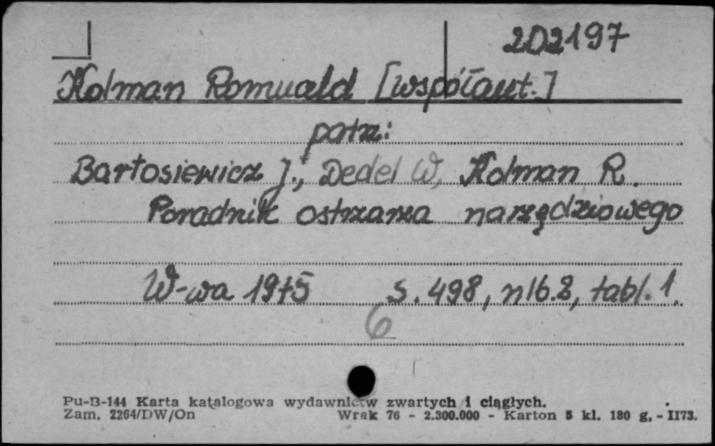 202197
Kolman Romuald [współaut.]
patrz:
Bartosiewicz J., Dedel W, Kolman R.
Poradnik ostrzarza narzędziowego
W-wa 1975 s. 498, nlb. 2, tabl. 1.
6
Pu-B-144 Karta katalogowa wydawnictw zwartych i ciągłych.
Zam. 2264/DW/On Wrak 76 - 2.300.000 - Karton 5 kl. 180 g. - II73.